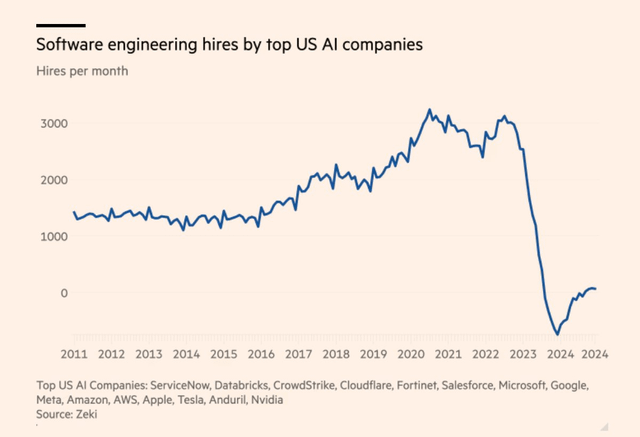 Software engineering hires by top US AI companies
Hires per month
3000
2000
1000
0
2011 2012 2013 2014 2015 2016 2017 2018 2019 2020 2021 2022 2023 2024 2024
Top US AI Companies: ServiceNow, Databricks, CrowdStrike, Cloudflare, Fortinet, Salesforce, Microsoft, Google,
Meta, Amazon, AWS, Apple, Tesla, Anduril, Nvidia
Source: Zeki